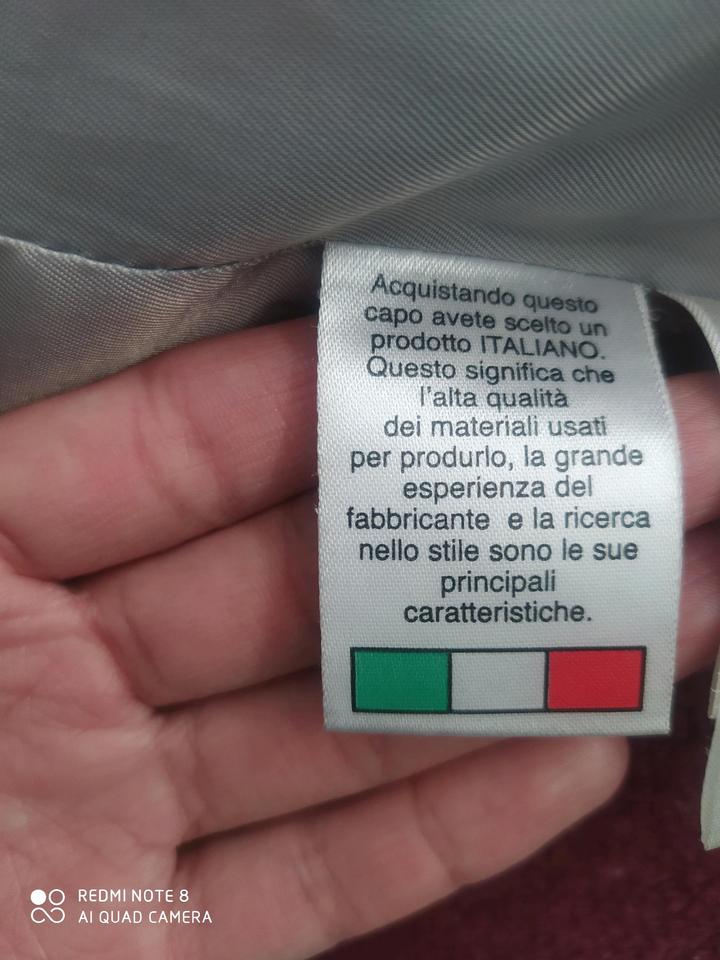 Acquistando questo
capo avete scelto un
prodotto ITALIANO.
Questo significa che
l'alta qualità
dei materiali usati
per produrlo, la grande
esperienza del
fabbricante e la ricerca
nello stile sono le sue
principali
caratteristiche.
REDMI NOTE 8
AI QUAD CAMERA